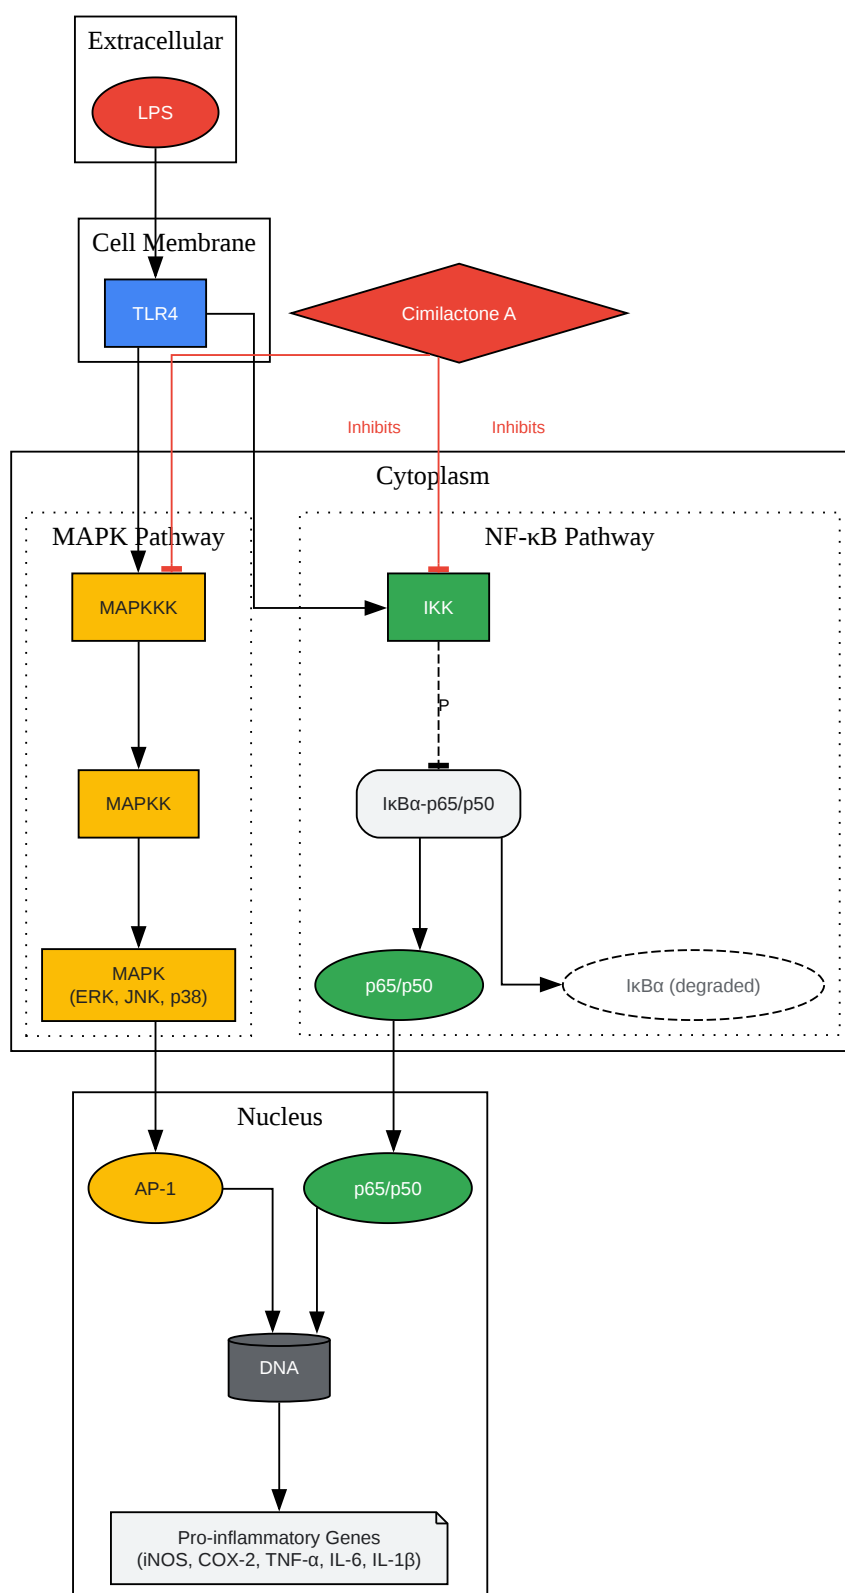 Extracellular
LPS
Cell Membrane
TLR4
Cimilactone A
Inhibits
Inhibits
Cytoplasm
MAPK Pathway
NF-κB Pathway
MAPKKK
IKK
P
MAPKK
IκBα-p65/p50
MAPK
(ERK, JNK, p38)
p65/p50
IκBα (degraded)
Nucleus
AP-1
p65/p50
DNA
Pro-inflammatory Genes
(iNOS, COX-2, TNF-α, IL-6, IL-1β)